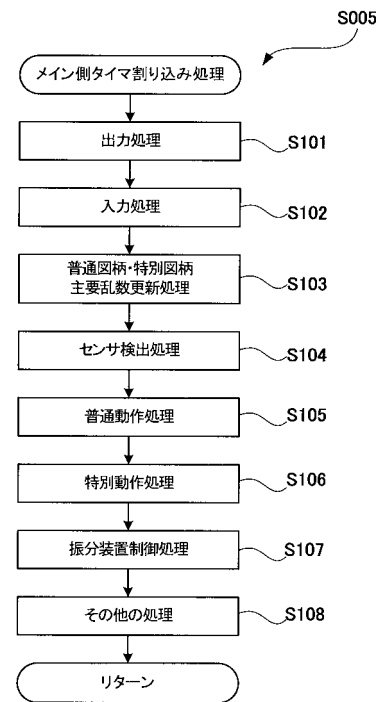 S005
メイン側タイマ割り込み処理
出力処理
S101
入力処理
S102
普通図柄・特別図柄
主要乱数更新処理
S103
センサ検出処理
S104
普通動作処理
S105
特別動作処理
S106
振分装置制御処理
S107
その他の処理
S108
リターン